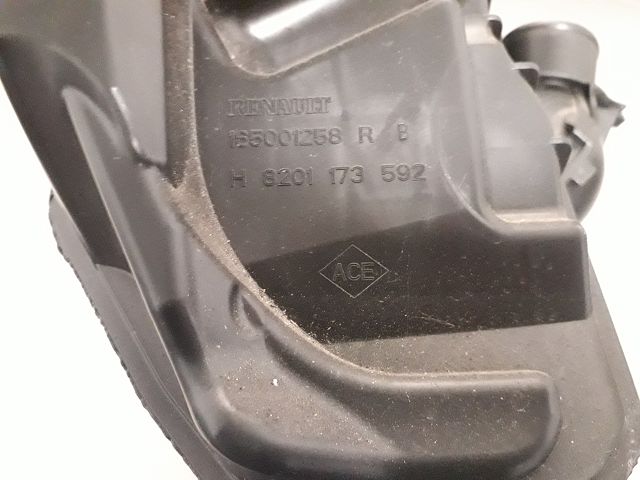 RENAULT
165001258 R B
H 8201 173 592
ACE